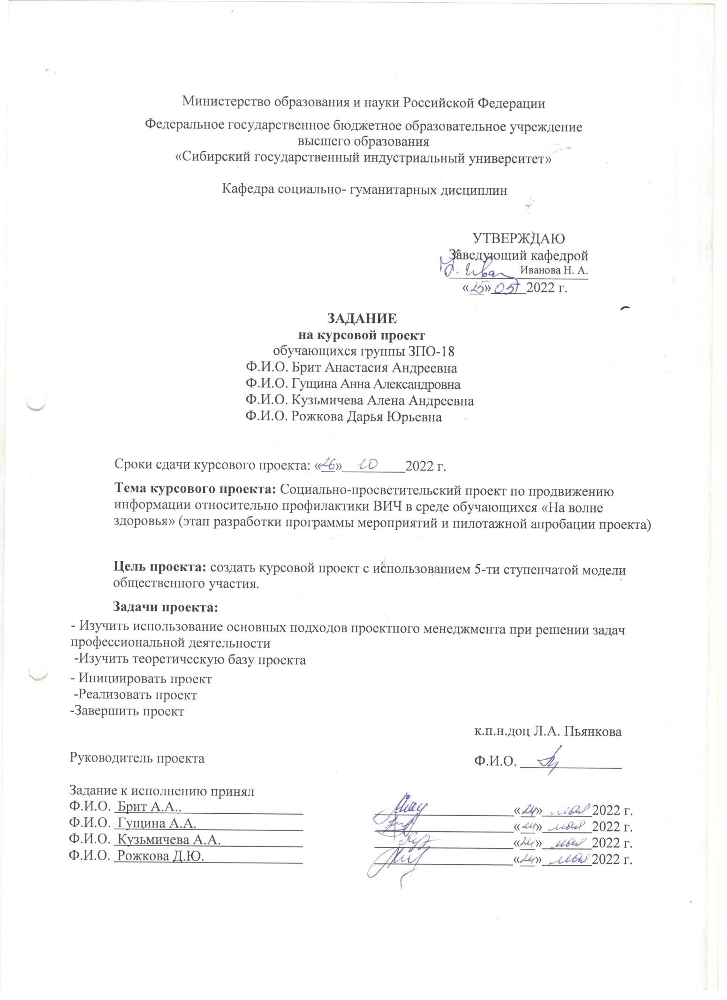 Министерство образования и науки Российской Федерации
Федеральное государственное бюджетное образовательное учреждение
высшего образования
«Сибирский государственный индустриальный университет»
Кафедра социально- гуманитарных дисциплин
УТВЕРЖДАЮ
Заведующий кафедрой
Н. Иван Иванова Н. А.
«25» 05 2022 г.
ЗАДАНИЕ
на курсовой проект
обучающихся группы ЗПО-18
Ф.И.О. Брит Анастасия Андреевна
Ф.И.О. Гущина Анна Александровна
Ф.И.О. Кузьмичева Алена Андреевна
Ф.И.О. Рожкова Дарья Юрьевна
Сроки сдачи курсового проекта: «26» 10 2022 г.
Тема курсового проекта: Социально-просветительский проект по продвижению
информации относительно профилактики ВИЧ в среде обучающихся «На волне
здоровья» (этап разработки программы мероприятий и пилотажной апробации проекта)
Цель проекта: создать курсовой проект с использованием 5-ти ступенчатой модели
общественного участия.
Задачи проекта:
- Изучить использование основных подходов проектного менеджмента при решении задач
профессиональной деятельности
-Изучить теоретическую базу проекта
- Инициировать проект
-Реализовать проект
-Завершить проект
к.п.н.доц Л.А. Пьянкова
Руководитель проекта Ф.И.О.
Задание к исполнению принял
Ф.И.О. Брит А.А.. «24» мая 2022 г.
Ф.И.О. Гущина А.А. «24» мая 2022 г.
Ф.И.О. Кузьмичева А.А. «24» мая 2022 г.
Ф.И.О. Рожкова Д.Ю. «24» мая 2022 г.